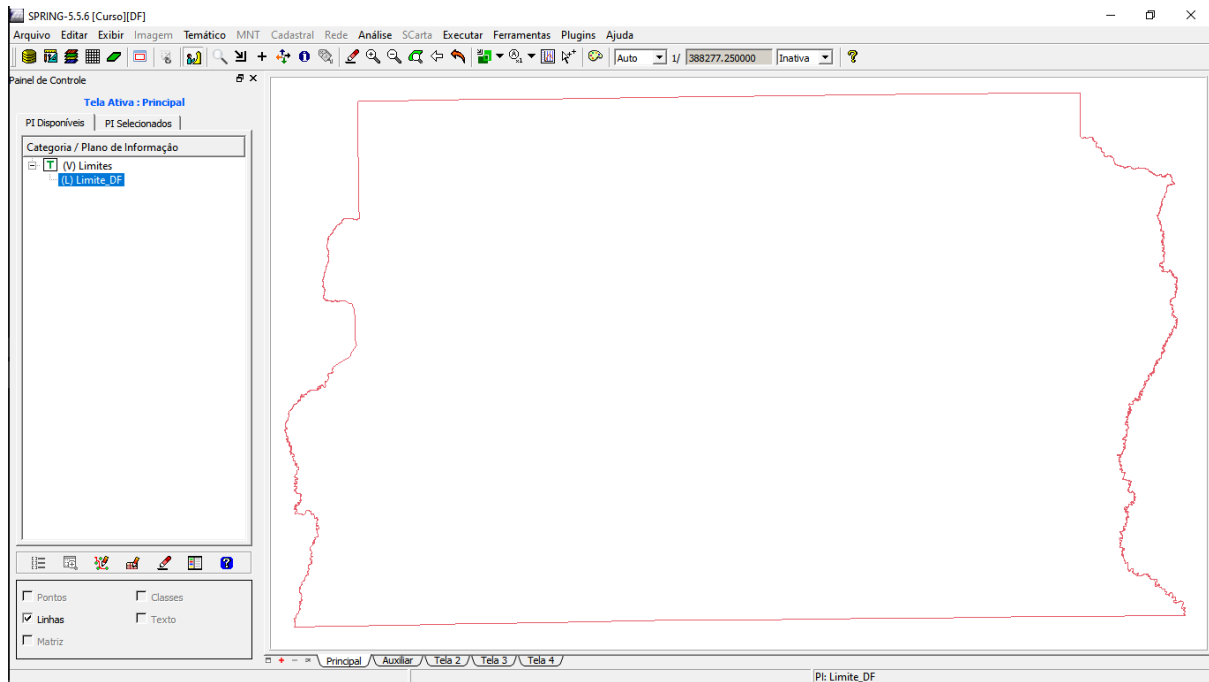 SPRING-5.5.6 [Curso][DF]
Arquivo Editar Exibir Imagem Temático MNT Cadastral Rede Análise SCarta Executar Ferramentas Plugins Ajuda
Auto 1/ 388277.250000 Inativa
Painel de Controle
Tela Ativa : Principal
PI Disponíveis PI Selecionados
Categoria / Plano de Informação
T (V) Limites
(L) Limite_DF
Pontos Classes
Linhas Texto
Matriz
Principal Auxiliar Tela 2 Tela 3 Tela 4
PI: Limite_DF